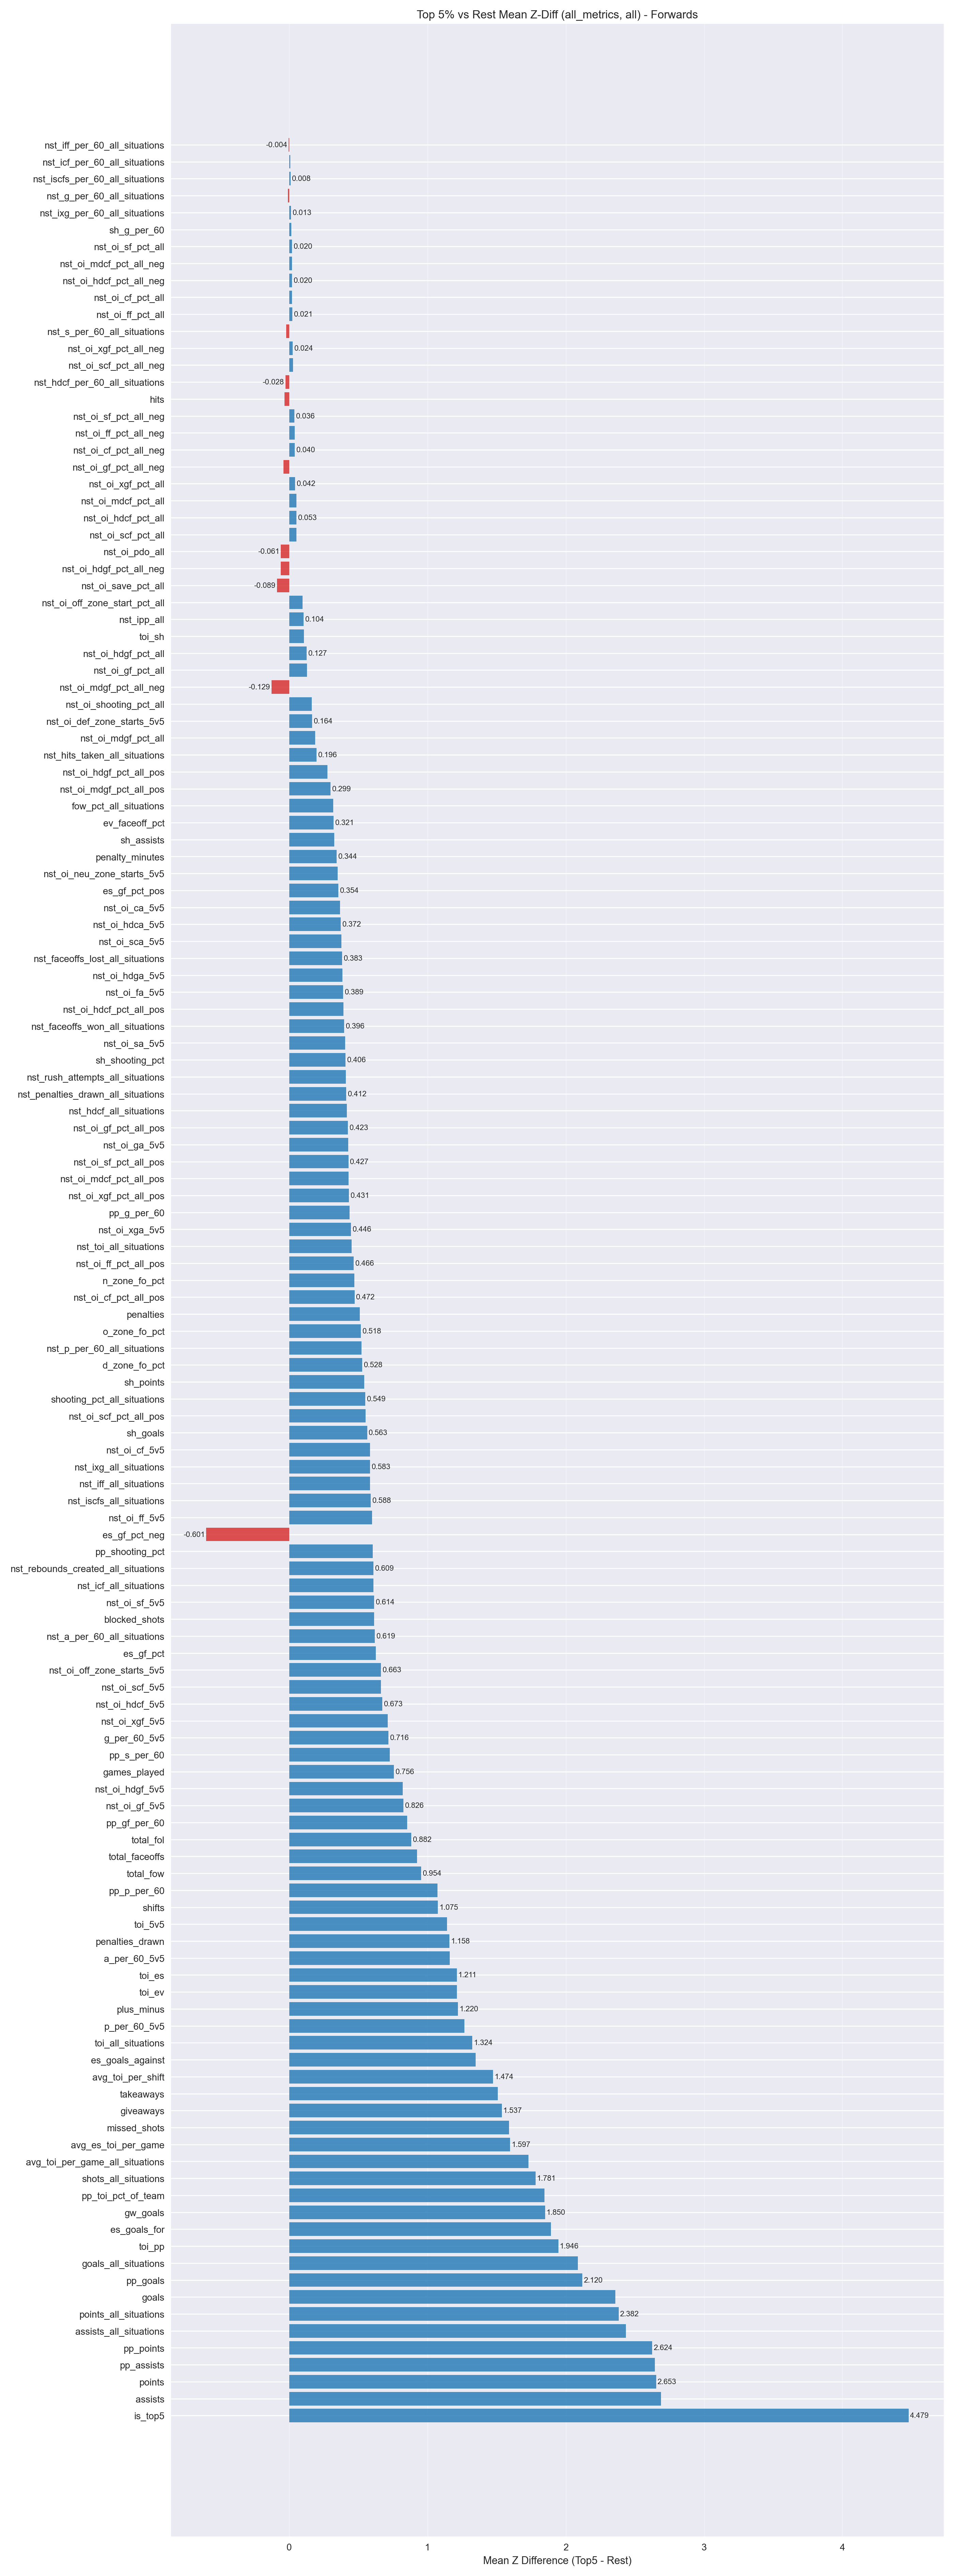 Top 5% vs Rest Mean Z-Diff (all_metrics, all) - Forwards
nst_iff_per_60_all_situations -0.004
nst_icf_per_60_all_situations
nst_iscfs_per_60_all_situations 0.008
nst_g_per_60_all_situations
nst_ixg_per_60_all_situations 0.013
sh_g_per_60
nst_oi_sf_pct_all 0.020
nst_oi_mdcf_pct_all_neg
nst_oi_hdcf_pct_all_neg 0.020
nst_oi_cf_pct_all
nst_oi_ff_pct_all 0.021
nst_s_per_60_all_situations
nst_oi_xgf_pct_all_neg 0.024
nst_oi_scf_pct_all_neg
nst_hdcf_per_60_all_situations -0.028
hits
nst_oi_sf_pct_all_neg 0.036
nst_oi_ff_pct_all_neg
nst_oi_cf_pct_all_neg 0.040
nst_oi_gf_pct_all_neg
nst_oi_xgf_pct_all 0.042
nst_oi_mdcf_pct_all
nst_oi_hdcf_pct_all 0.053
nst_oi_scf_pct_all
nst_oi_pdo_all -0.061
nst_oi_hdgf_pct_all_neg
nst_oi_save_pct_all -0.089
nst_oi_off_zone_start_pct_all
nst_ipp_all 0.104
toi_sh
nst_oi_hdgf_pct_all 0.127
nst_oi_gf_pct_all
nst_oi_mdgf_pct_all_neg -0.129
nst_oi_shooting_pct_all
nst_oi_def_zone_starts_5v5 0.164
nst_oi_mdgf_pct_all
nst_hits_taken_all_situations 0.196
nst_oi_hdgf_pct_all_pos
nst_oi_mdgf_pct_all_pos 0.299
fow_pct_all_situations
ev_faceoff_pct 0.321
sh_assists
penalty_minutes 0.344
nst_oi_neu_zone_starts_5v5
es_gf_pct_pos 0.354
nst_oi_ca_5v5
nst_oi_hdca_5v5 0.372
nst_oi_sca_5v5
nst_faceoffs_lost_all_situations 0.383
nst_oi_hdga_5v5
nst_oi_fa_5v5 0.389
nst_oi_hdcf_pct_all_pos
nst_faceoffs_won_all_situations 0.396
nst_oi_sa_5v5
sh_shooting_pct 0.406
nst_rush_attempts_all_situations
nst_penalties_drawn_all_situations 0.412
nst_hdcf_all_situations
nst_oi_gf_pct_all_pos 0.423
nst_oi_ga_5v5
nst_oi_sf_pct_all_pos 0.427
nst_oi_mdcf_pct_all_pos
nst_oi_xgf_pct_all_pos 0.431
pp_g_per_60
nst_oi_xga_5v5 0.446
nst_toi_all_situations
nst_oi_ff_pct_all_pos 0.466
n_zone_fo_pct
nst_oi_cf_pct_all_pos 0.472
penalties
o_zone_fo_pct 0.518
nst_p_per_60_all_situations
d_zone_fo_pct 0.528
sh_points
shooting_pct_all_situations 0.549
nst_oi_scf_pct_all_pos
sh_goals 0.563
nst_oi_cf_5v5
nst_ixg_all_situations 0.583
nst_iff_all_situations
nst_iscfs_all_situations 0.588
nst_oi_ff_5v5
es_gf_pct_neg -0.601
pp_shooting_pct
nst_rebounds_created_all_situations 0.609
nst_icf_all_situations
nst_oi_sf_5v5 0.614
blocked_shots
nst_a_per_60_all_situations 0.619
es_gf_pct
nst_oi_off_zone_starts_5v5 0.663
nst_oi_scf_5v5
nst_oi_hdcf_5v5 0.673
nst_oi_xgf_5v5
g_per_60_5v5 0.716
pp_s_per_60
games_played 0.756
nst_oi_hdgf_5v5
nst_oi_gf_5v5 0.826
pp_gf_per_60
total_fol 0.882
total_faceoffs
total_fow 0.954
pp_p_per_60
shifts 1.075
toi_5v5
penalties_drawn 1.158
a_per_60_5v5
toi_es 1.211
toi_ev
plus_minus 1.220
p_per_60_5v5
toi_all_situations 1.324
es_goals_against
avg_toi_per_shift 1.474
takeaways
giveaways 1.537
missed_shots
avg_es_toi_per_game 1.597
avg_toi_per_game_all_situations
shots_all_situations 1.781
pp_toi_pct_of_team
gw_goals 1.850
es_goals_for
toi_pp 1.946
goals_all_situations
pp_goals 2.120
goals
points_all_situations 2.382
assists_all_situations
pp_points 2.624
pp_assists
points 2.653
assists
is_top5 4.479
0 1 2 3 4
Mean Z Difference (Top5 - Rest)